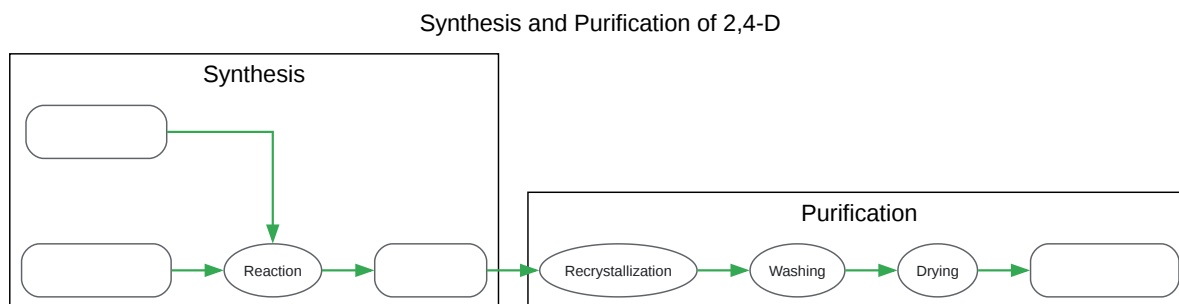 Synthesis and Purification of 2,4-D
Synthesis
Purification
Reaction
Recrystallization
Washing
Drying